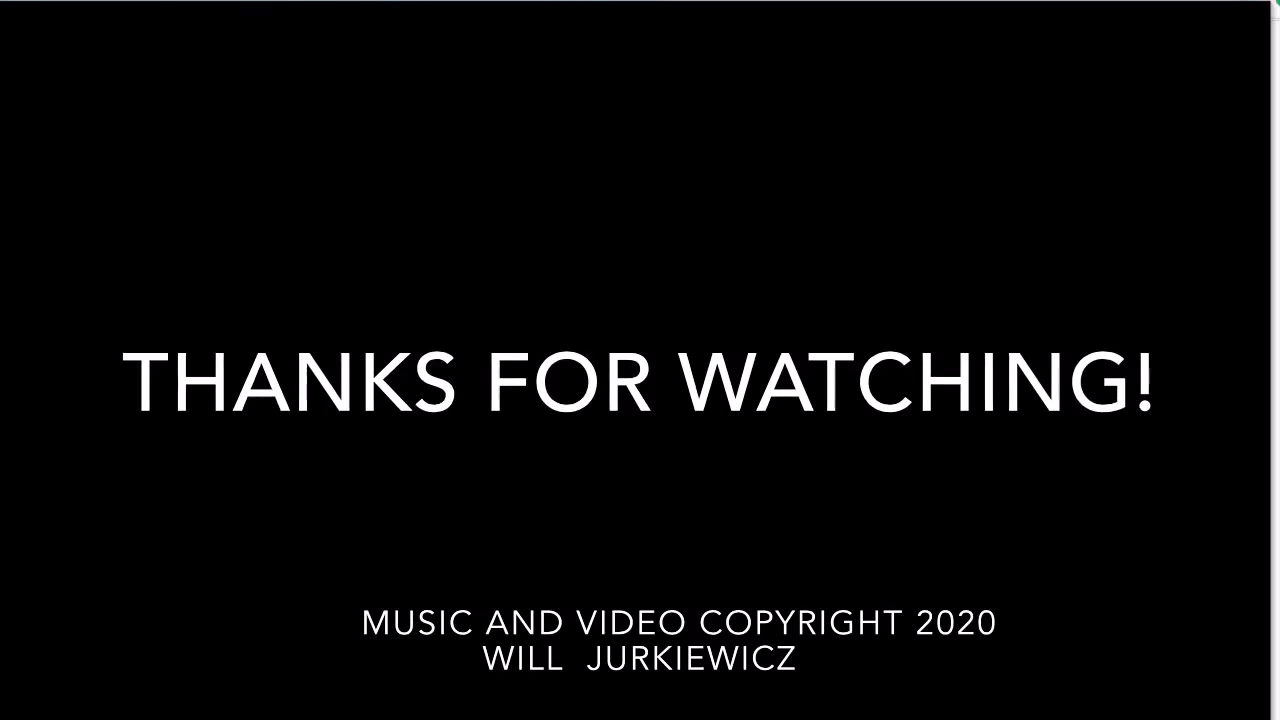 THANKS FOR WATCHING!
MUSIC AND VIDEO COPYRIGHT 2020
WILL  JURKIEWICZ